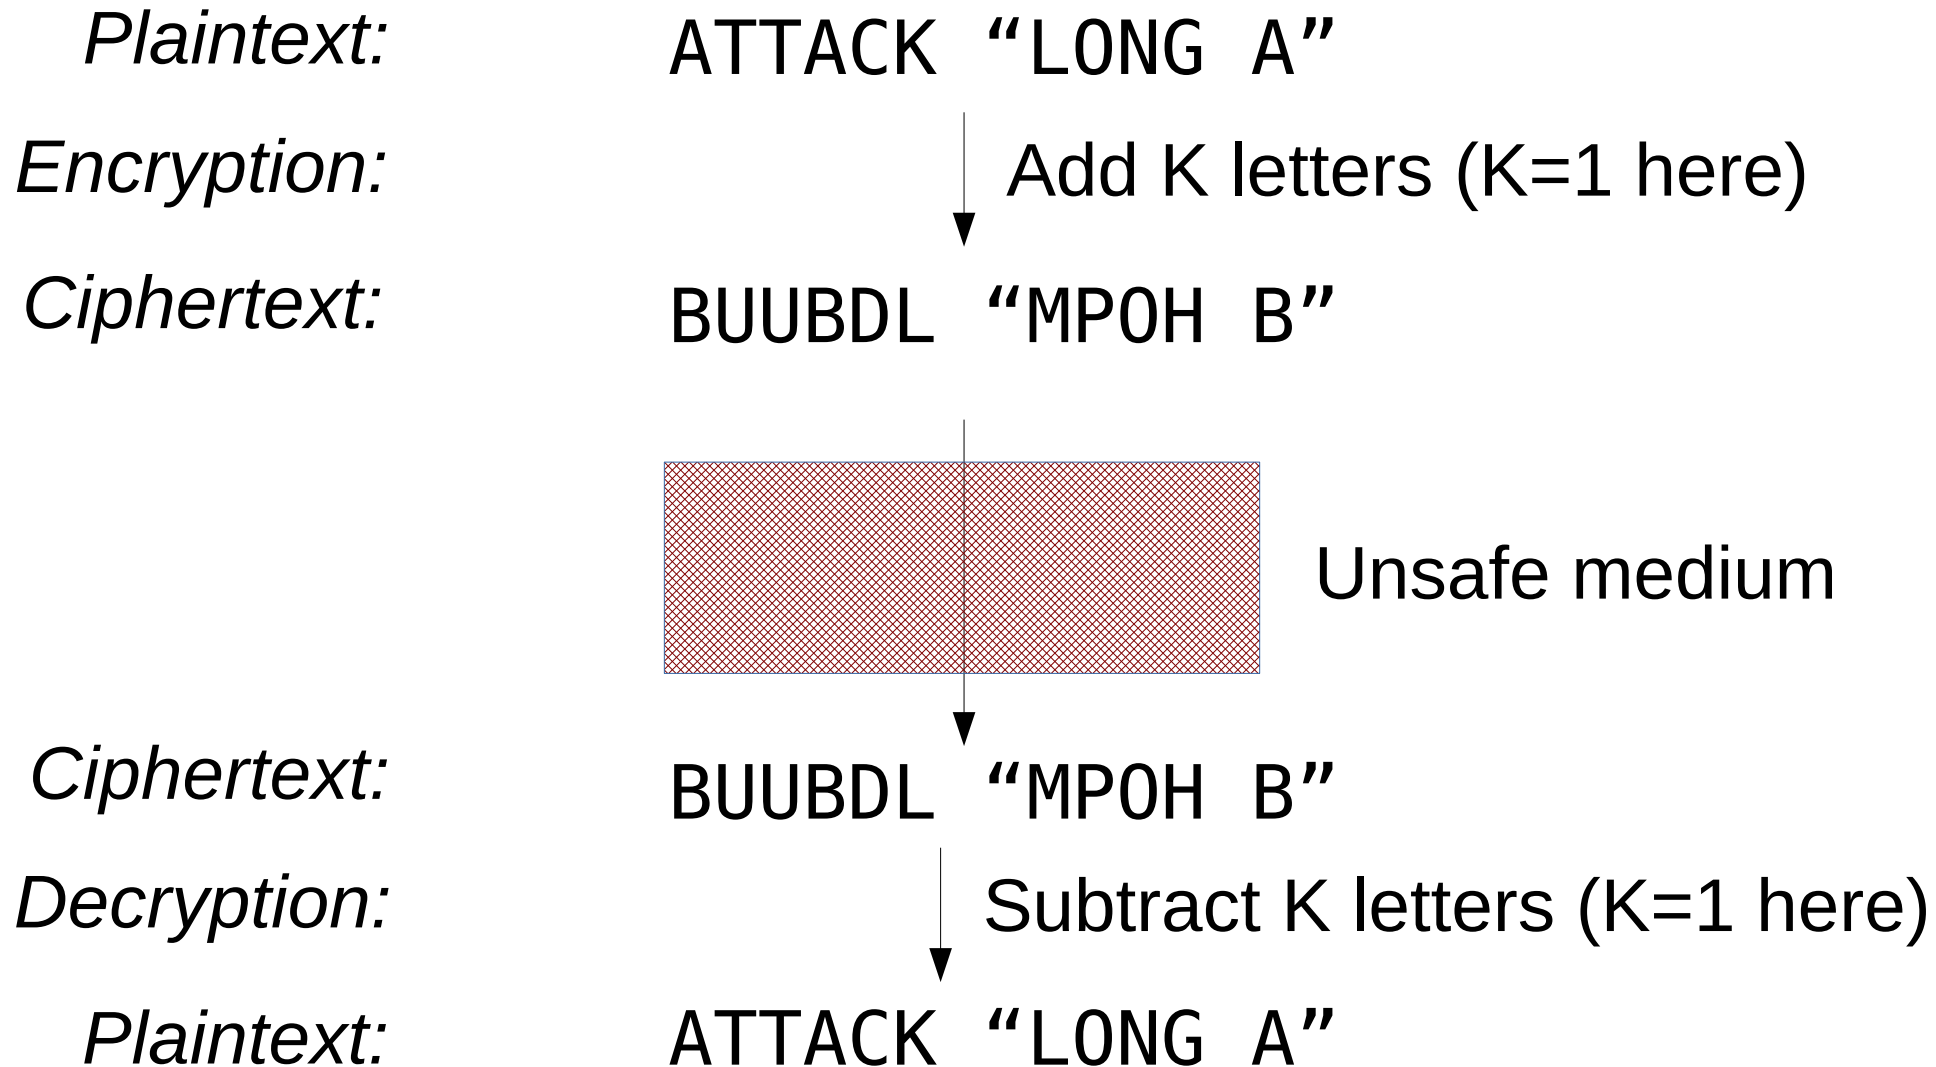 Plaintext: ATTACK “LONG A”
Encryption: Add K letters (K=1 here)
Ciphertext: BUUBDL “MPOH B”
Unsafe medium
Ciphertext: BUUBDL “MPOH B”
Decryption: Subtract K letters (K=1 here)
Plaintext: ATTACK “LONG A”